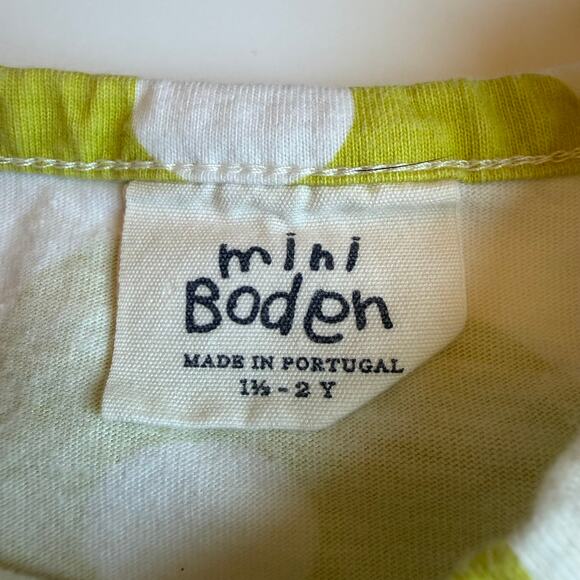 mini
Boden
MADE IN PORTUGAL
1½ - 2 Y